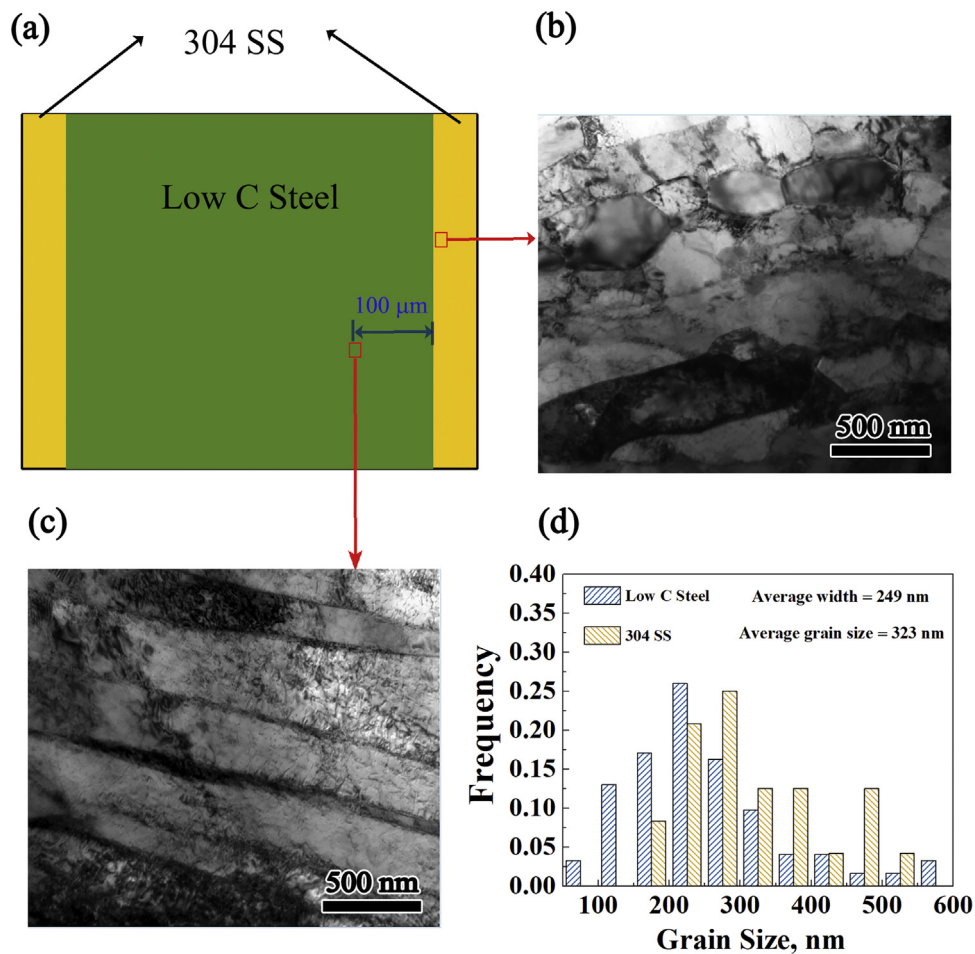 (a)
304 SS
Low C Steel
100 μm
(b)
500 nm
(c)
500 nm
(d)
Frequency
0.40
0.35
0.30
0.25
0.20
0.15
0.10
0.05
0.00
Low C Steel
Average width = 249 nm
304 SS
Average grain size = 323 nm
100 200 300 400 500 600
Grain Size, nm